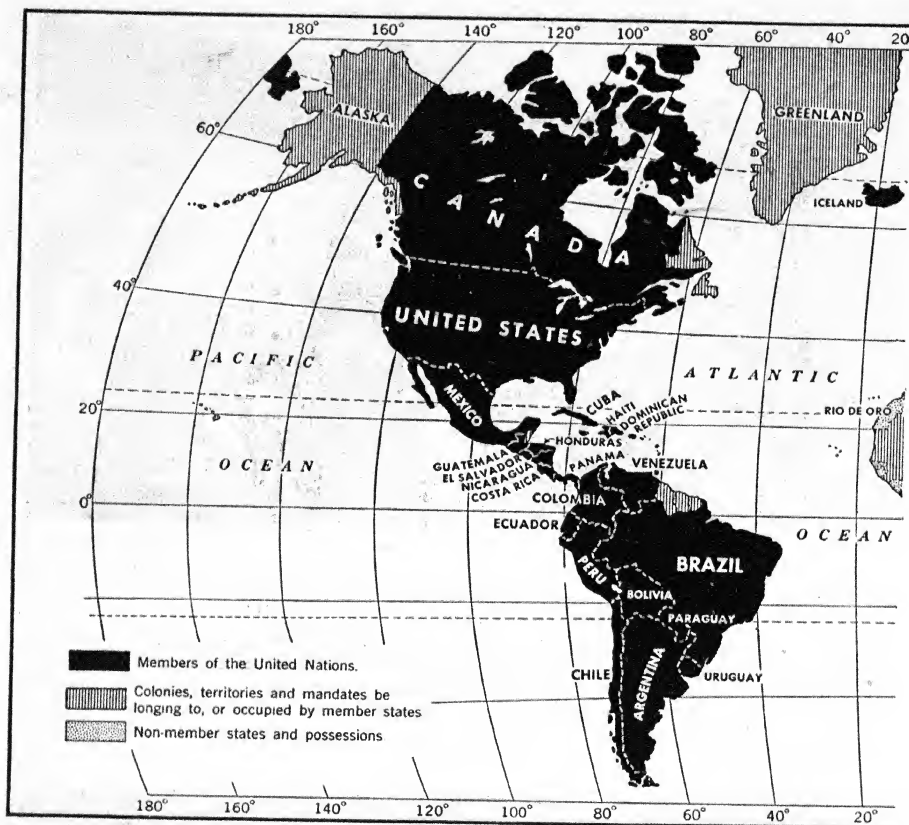 180° 160° 140° 120° 100° 80° 60° 20°
60°
ALASKA
GREENLAND
ICELAND
CANADA
40°
UNITED STATES
PACIFIC
ATLANTIC
MEXICO
CUBA
HAITI
DOMINICAN
REPUBLIC
RIO DE ORO
20°
HONDURAS
GUATEMALA
EL SALVADOR
NICARAGUA
COSTA RICA
PANAMA
VENEZUELA
OCEAN
0°
COLOMBIA
ECUADOR
OCEAN
PERU
BRAZIL
BOLIVIA
PARAGUAY
CHILE
ARGENTINA
URUGUAY
Members of the United Nations.
Colonies, territories and mandates be
longing to, or occupied by member states
Non-member states and possessions
180° 160° 140° 120° 100° 80° 60° 40° 20°